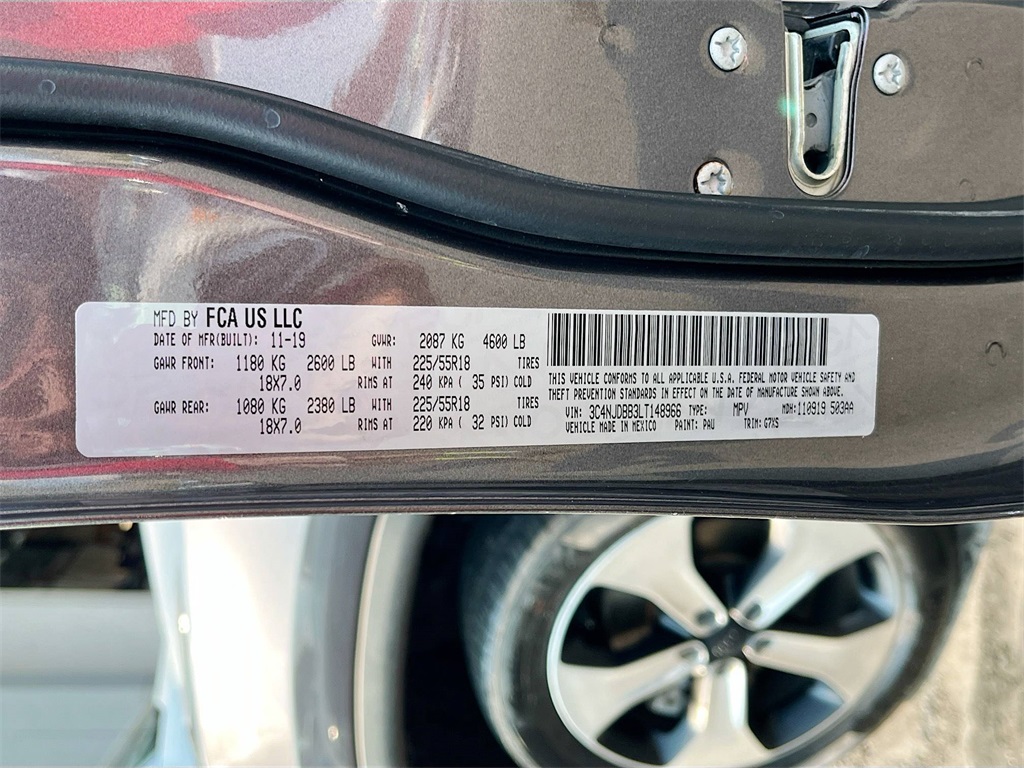 MFD BY FCA US LLC
DATE OF MFR(BUILT): 11-19 GVWR: 2087 KG 4600 LB
GAWR FRONT: 1180 KG 2600 LB WITH 225/55R18 TIRES
18X7.0 RIMS AT 240 KPA ( 35 PSI) COLD
GAWR REAR: 1080 KG 2380 LB WITH 225/55R18 TIRES
18X7.0 RIMS AT 220 KPA ( 32 PSI) COLD
THIS VEHICLE CONFORMS TO ALL APPLICABLE U.S.A. FEDERAL MOTOR VEHICLE SAFETY AND
THEFT PREVENTION STANDARDS IN EFFECT ON THE DATE OF MANUFACTURE SHOWN ABOVE.
VIN: 3C4NJDBB3LT148966 TYPE: MPV MDH:110919 503AA
VEHICLE MADE IN MEXICO PAINT: PAU TRIM: G7XS